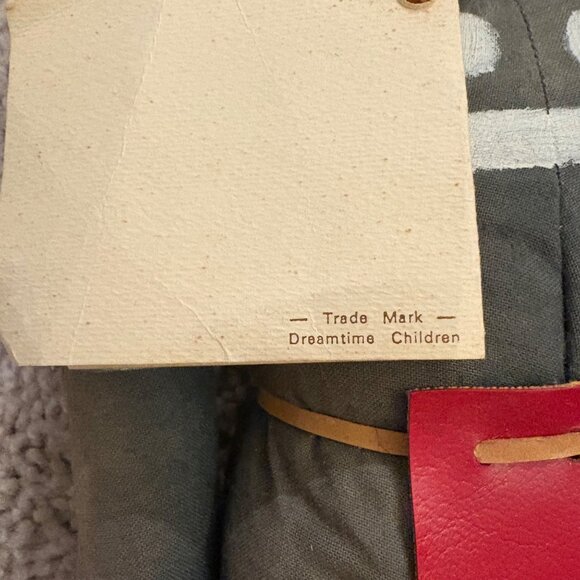 — Trade Mark —
Dreamtime Children